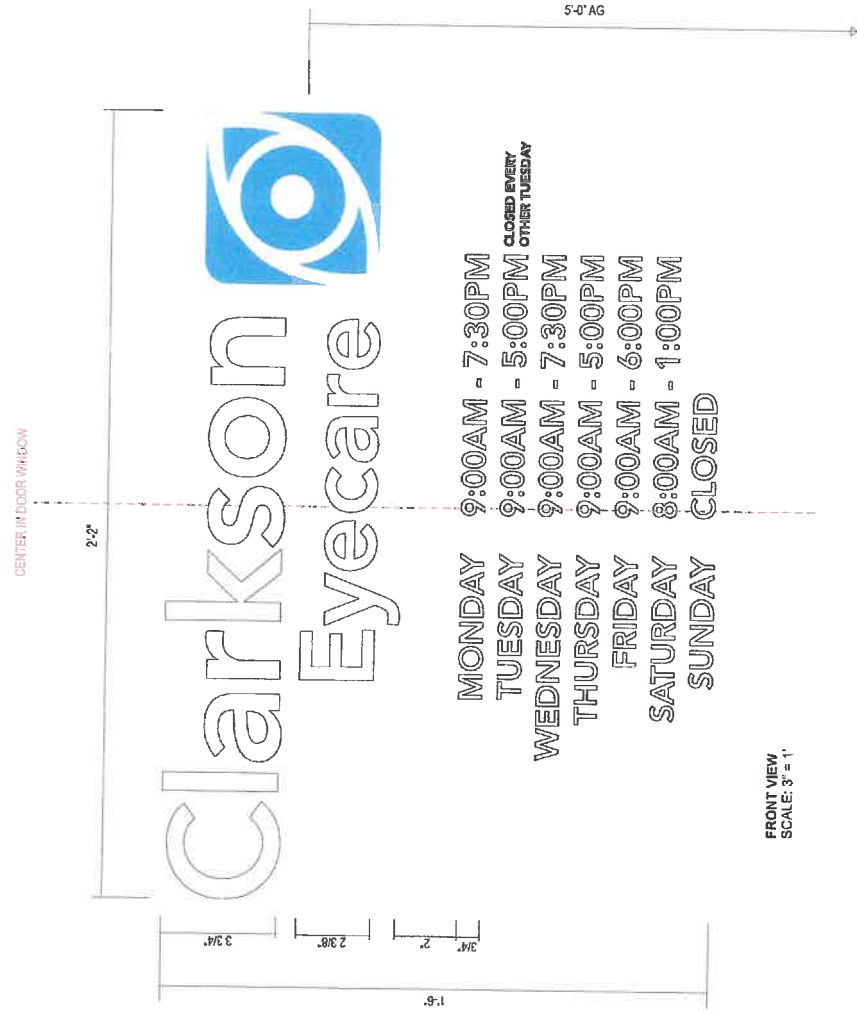 CENTER IN DOOR WINDOW
2'-2"
5'-0" AG
Clarkson
Eyecare
3 3/4"
2 3/8"
2"
3/4"
1'-6"
MONDAY 9:00AM - 7:30PM
TUESDAY 9:00AM - 5:00PM CLOSED EVERY
OTHER TUESDAY
WEDNESDAY 9:00AM - 7:30PM
THURSDAY 9:00AM - 5:00PM
FRIDAY 9:00AM - 6:00PM
SATURDAY 8:00AM - 1:00PM
SUNDAY CLOSED
FRONT VIEW
SCALE: 3" = 1'